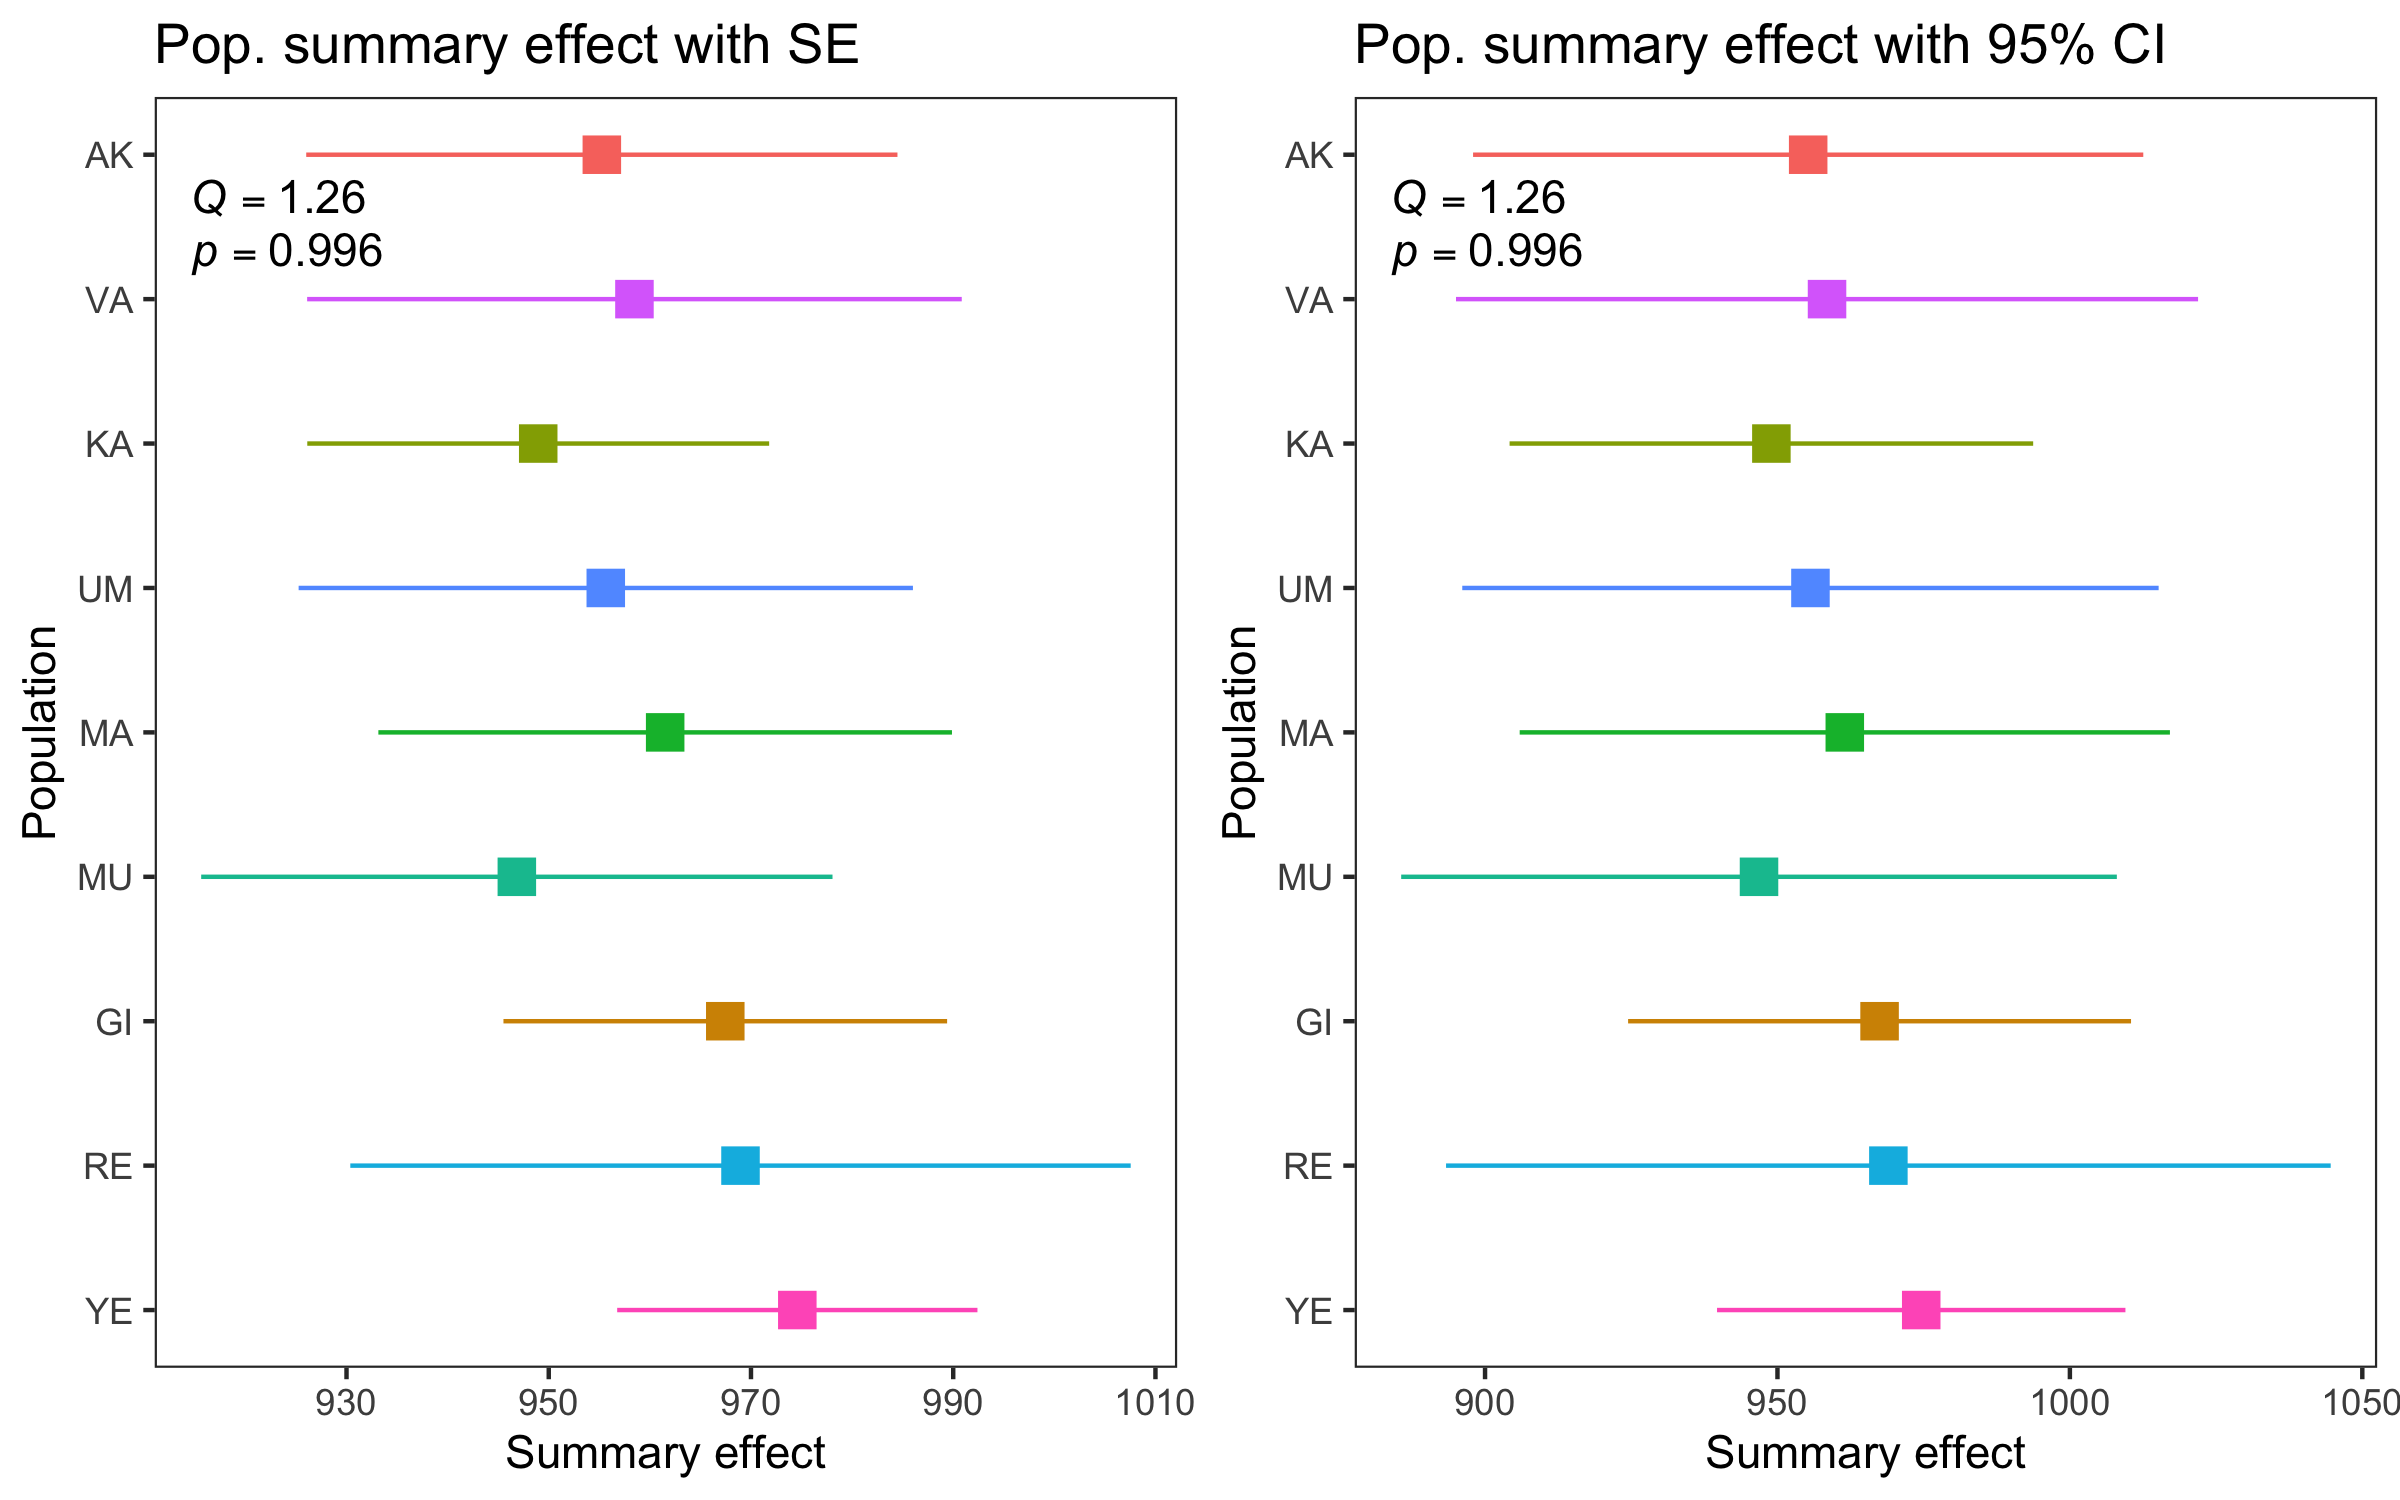 Pop. summary effect with SE
AK
Q = 1.26
p = 0.996
VA
KA
UM
MA
MU
GI
RE
YE
Population
930 950 970 990 1010
Summary effect
Pop. summary effect with 95% CI
AK
Q = 1.26
p = 0.996
VA
KA
UM
MA
MU
GI
RE
YE
Population
900 950 1000 1050
Summary effect